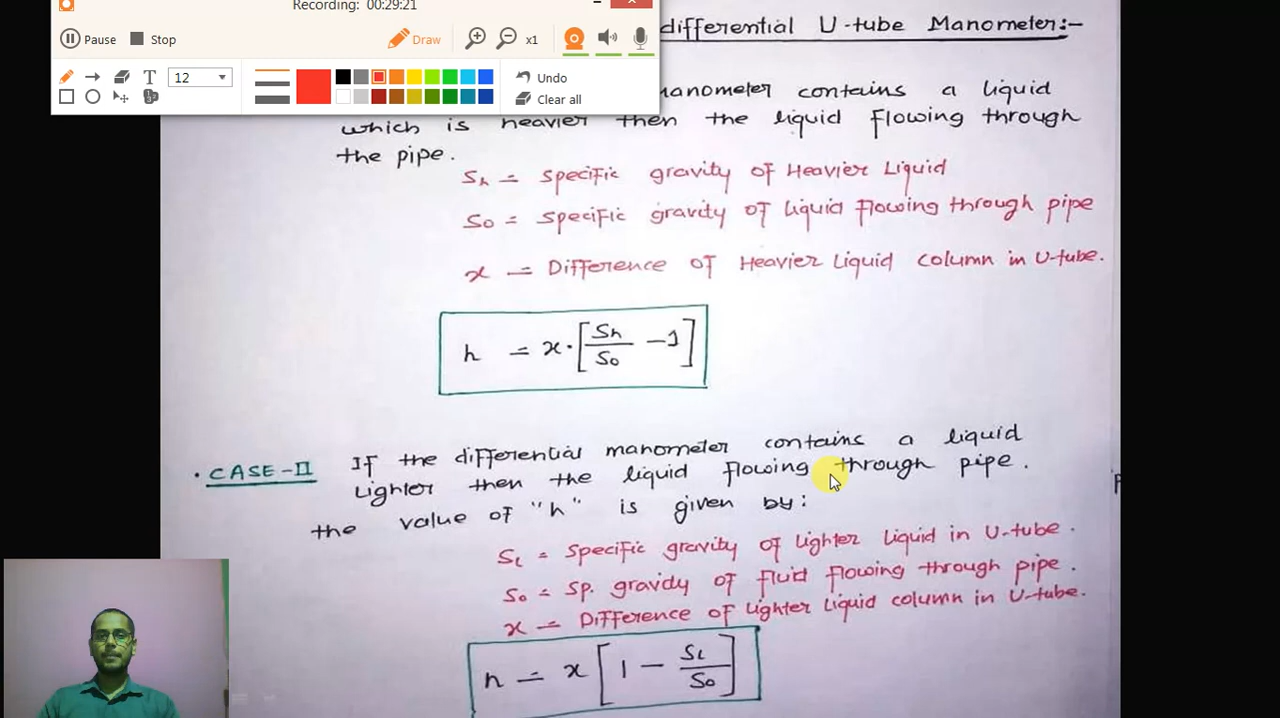 Recording: 00:29:21
Pause Stop Draw x1
T 12 Undo
Clear all
differential U-tube Manometer:-
manometer contains a liquid
which is heavier then the liquid flowing through
the pipe.
Sh = Specific gravity of Heavier Liquid
So = Specific gravity of liquid flowing through pipe
x = Difference of Heavier Liquid column in U-tube.
h = x·[Sh/So - 1]
• CASE-II If the differential manometer contains a liquid
Lighter then the liquid flowing through pipe.
the value of "h" is given by:
SL = Specific gravity of lighter liquid in U-tube.
So = Sp. gravidy of fluid flowing through pipe.
x = Difference of lighter liquid column in U-tube.
h = x[1 - SL/So]